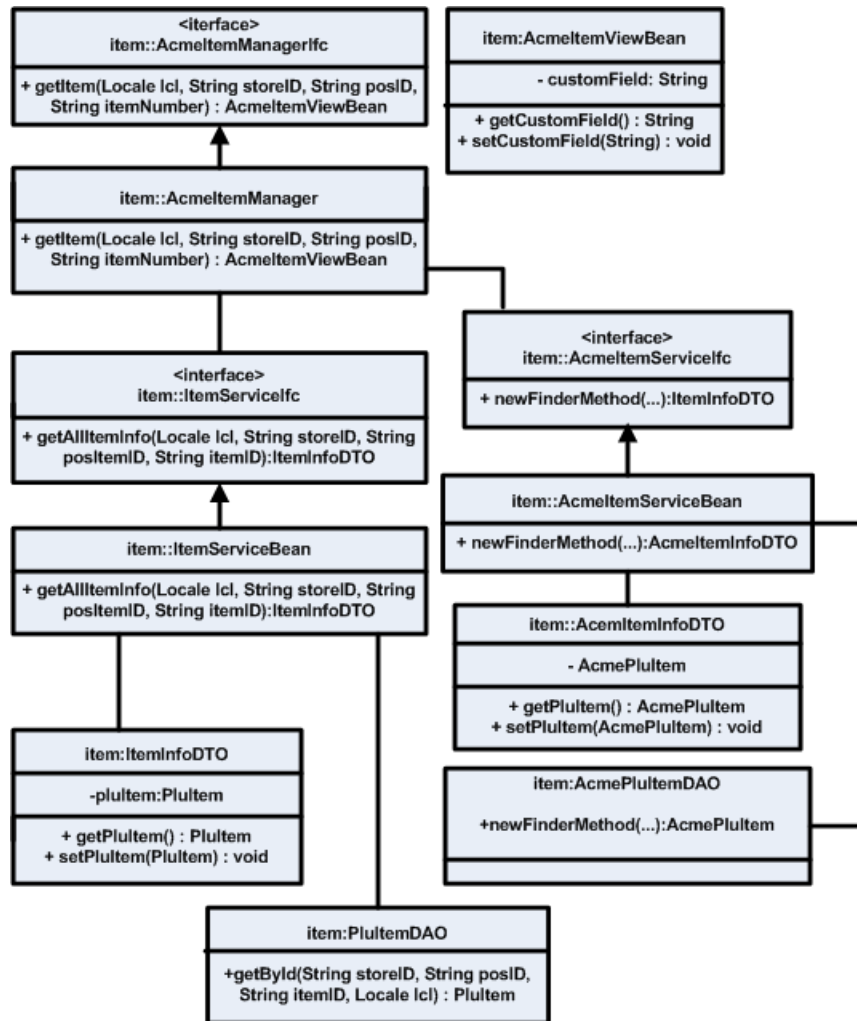 <iterface>
item::AcmeItemManagerIfc
+ getItem(Locale lcl, String storeID, String posID,
String itemNumber) : AcmeItemViewBean
item:AcmeItemViewBean
- customField: String
+ getCustomField() : String
+ setCustomField(String) : void
item::AcmeItemManager
+ getItem(Locale lcl, String storeID, String posID,
String itemNumber) : AcmeItemViewBean
<interface>
item::ItemServiceIfc
+ getAllItemInfo(Locale lcl, String storeID, String
posItemID, String itemID):ItemInfoDTO
<interface>
item::AcmeItemServiceIfc
+ newFinderMethod(...):ItemInfoDTO
item::ItemServiceBean
+ getAllItemInfo(Locale lcl, String storeID, String
posItemID, String itemID):ItemInfoDTO
item::AcmeItemServiceBean
+ newFinderMethod(...):AcmeItemInfoDTO
item::AcemItemInfoDTO
- AcmePluItem
+ getPluItem() : AcmePluItem
+ setPluItem(AcmePluItem) : void
item:ItemInfoDTO
-pluItem:PluItem
+ getPluItem() : PluItem
+ setPluItem(PluItem) : void
item:AcmePluItemDAO
+newFinderMethod(...):AcmePluItem
item:PluItemDAO
+getById(String storeID, String posID,
String itemID, Locale lcl) : PluItem